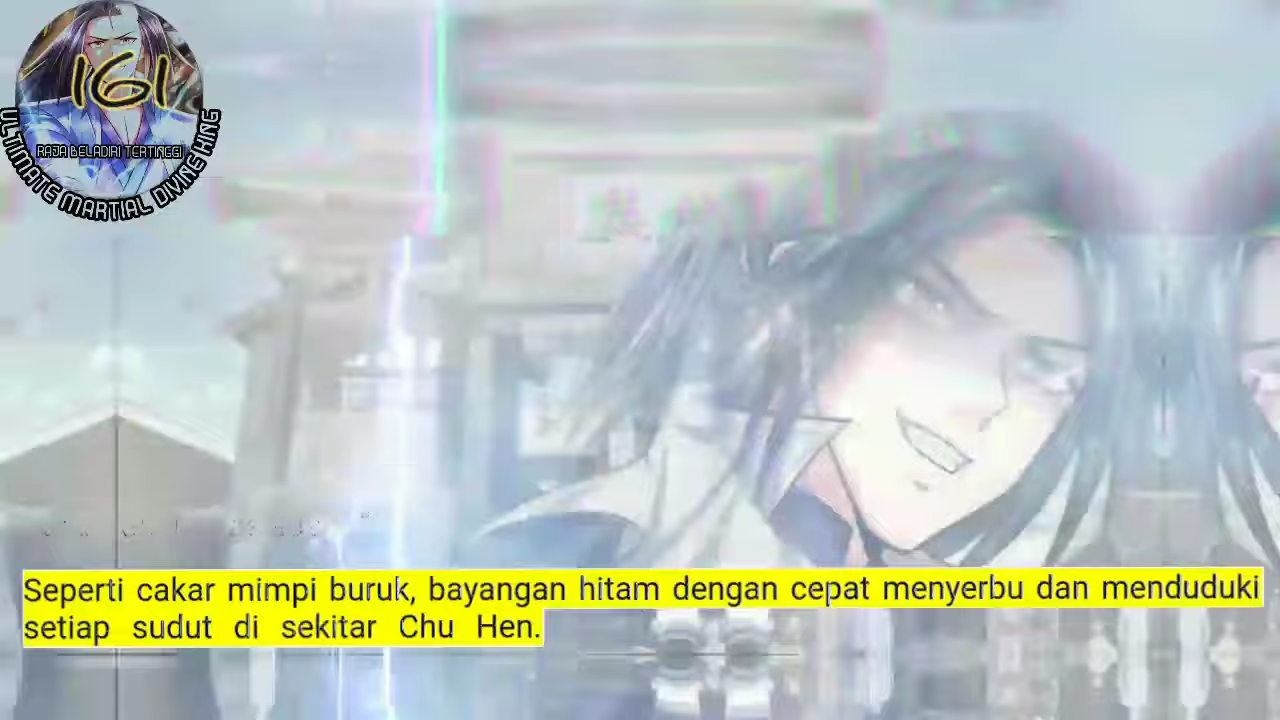 161
RAJA BELADIRI TERTINGGI
ULTIMATE MARTIAL DIVINE KING
Seperti cakar mimpi buruk, bayangan hitam dengan cepat menyerbu dan menduduki
setiap sudut di sekitar Chu Hen.